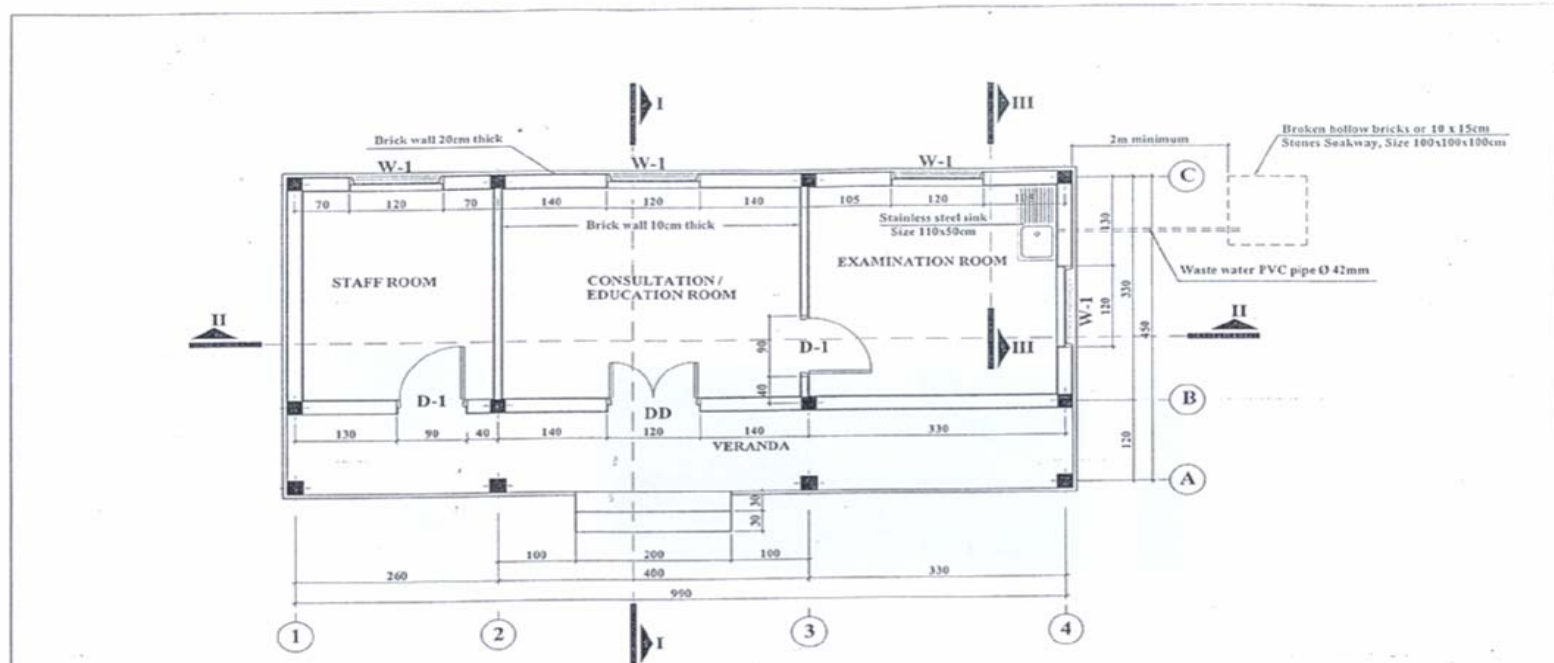 I
III
Brick wall 20cm thick
2m minimum
Broken hollow bricks or 10 x 15cm
Stones Soakway, Size 100x100x100cm
W-1
W-1
W-1
C
70
120
70
140
120
140
105
120
Brick wall 10cm thick
Stainless steel sink
Size 110x50cm
130
STAFF ROOM
CONSULTATION /
EDUCATION ROOM
EXAMINATION ROOM
Waste water PVC pipe Ø 42mm
330
120
W-1
450
II
II
90
D-1
III
40
D-1
DD
B
130
90
40
140
120
140
330
VERANDA
120
A
30
30
100
200
100
260
400
330
990
1
2
3
4
I